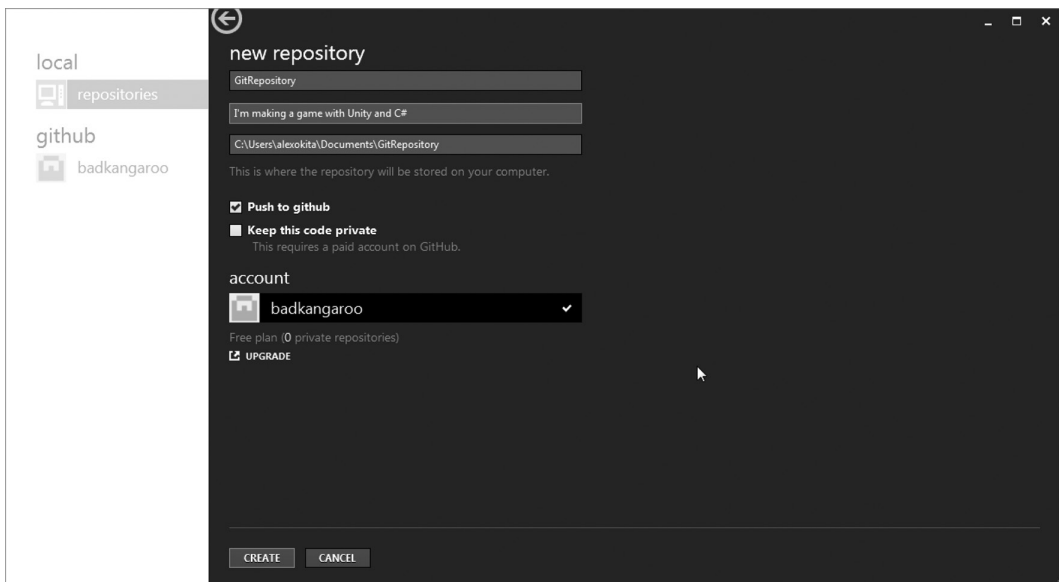 local
repositories
github
badkangaroo
new repository
GitRepository
I'm making a game with Unity and C#
C:\Users\alexokita\Documents\GitRepository
This is where the repository will be stored on your computer.
Push to github
Keep this code private
This requires a paid account on GitHub.
account
badkangaroo
Free plan (0 private repositories)
UPGRADE
CREATE CANCEL